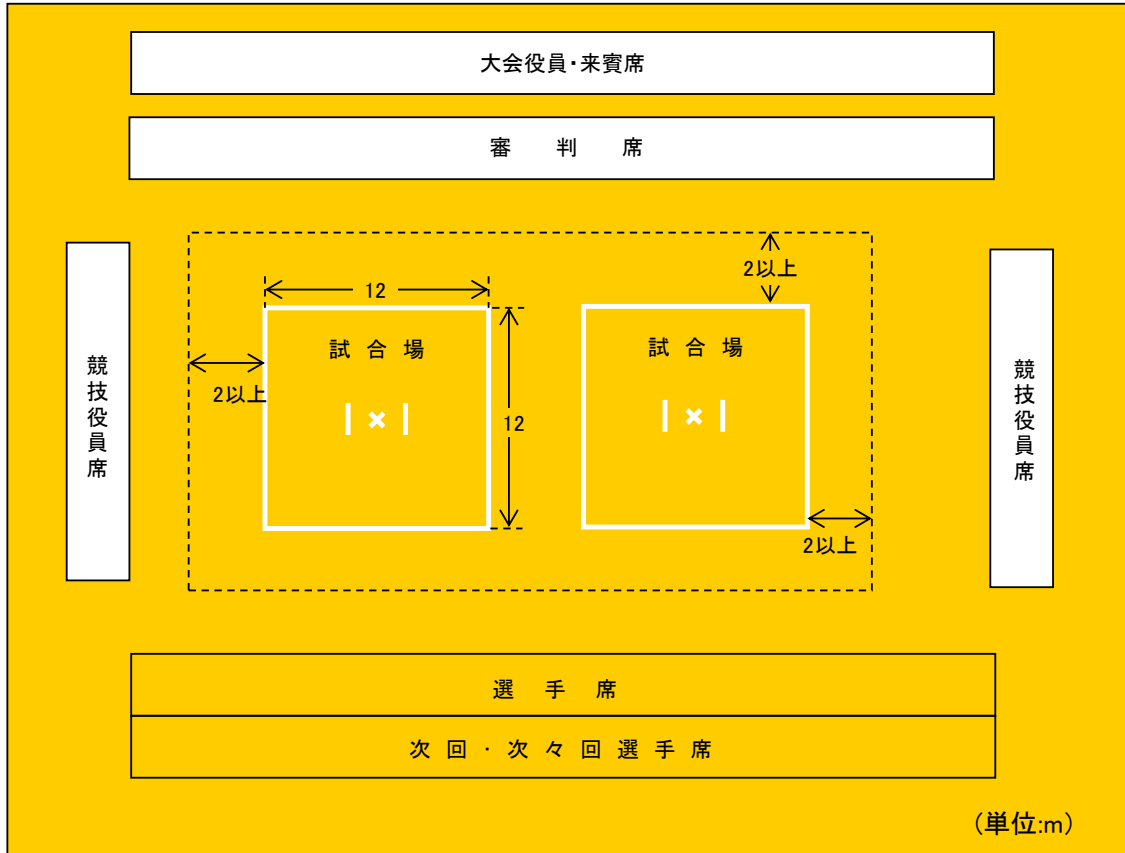 大会役員・来賓席
審判席
2以上
12
試合場
試合場
競技役員席
2以上
12
競技役員席
2以上
選手席
次回・次々回選手席
(単位:m)